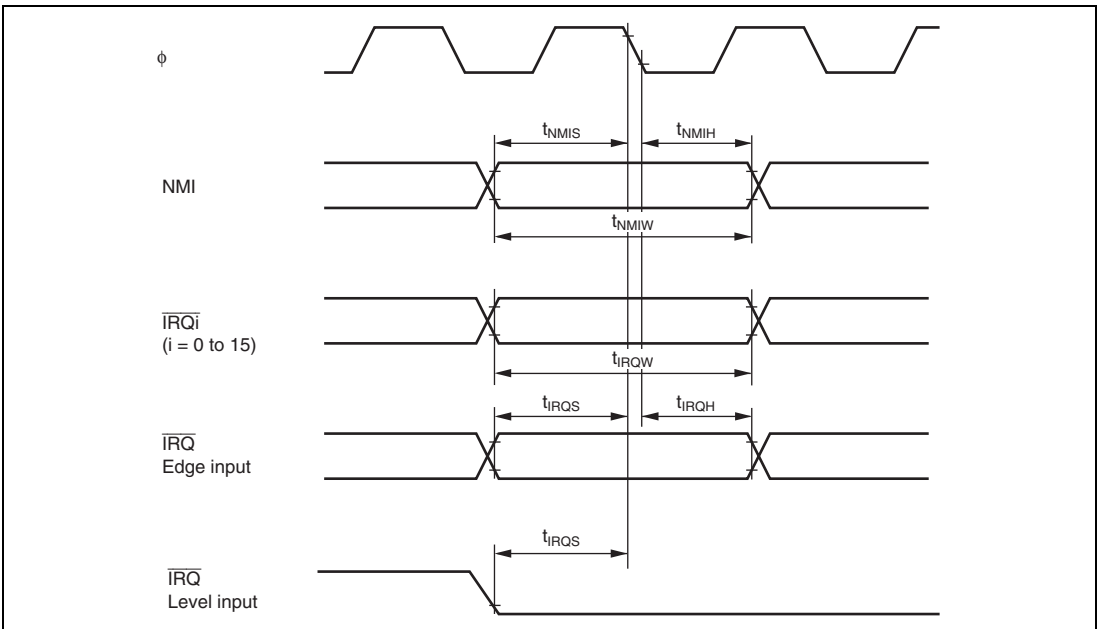 ϕ
tNMIS tNMIH
NMI
tNMIW
IRQi
(i = 0 to 15)
tIRQW
tIRQS tIRQH
IRQ
Edge input
tIRQS
IRQ
Level input